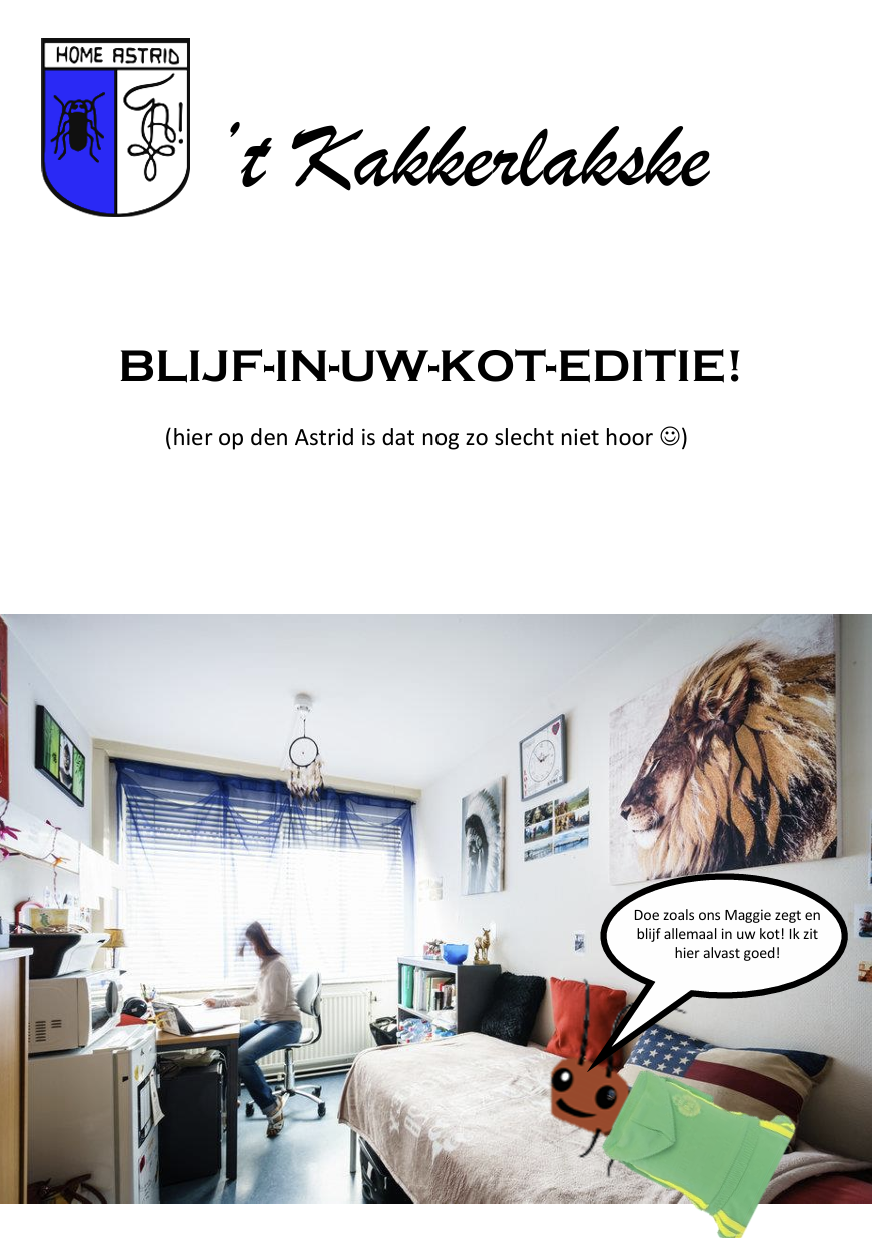 HOME ASTRID
't Kakkerlakske
BLIJF-IN-UW-KOT-EDITIE!
(hier op den Astrid is dat nog zo slecht niet hoor ☺)
Doe zoals ons Maggie zegt en
blijf allemaal in uw kot! Ik zit
hier alvast goed!